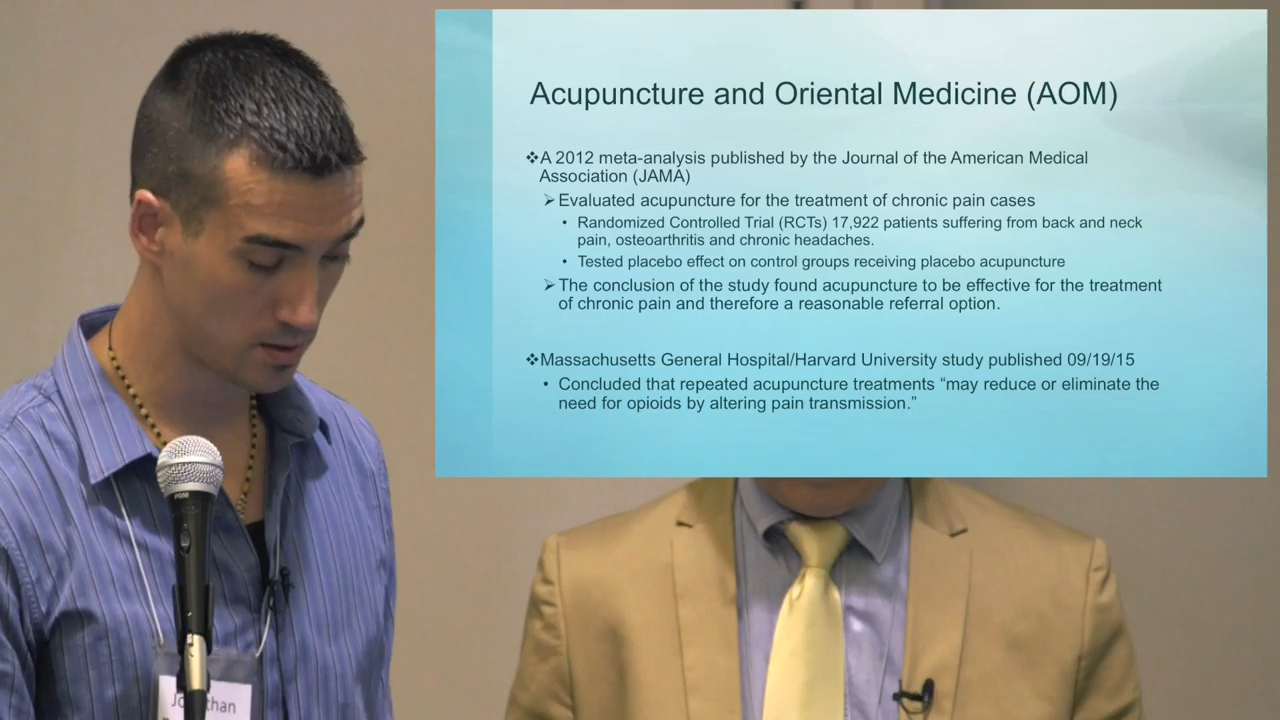 Acupuncture and Oriental Medicine (AOM)
❖A 2012 meta-analysis published by the Journal of the American Medical
Association (JAMA)
➢Evaluated acupuncture for the treatment of chronic pain cases
• Randomized Controlled Trial (RCTs) 17,922 patients suffering from back and neck
pain, osteoarthritis and chronic headaches.
• Tested placebo effect on control groups receiving placebo acupuncture
➢The conclusion of the study found acupuncture to be effective for the treatment
of chronic pain and therefore a reasonable referral option.
❖Massachusetts General Hospital/Harvard University study published 09/19/15
• Concluded that repeated acupuncture treatments “may reduce or eliminate the
need for opioids by altering pain transmission.”